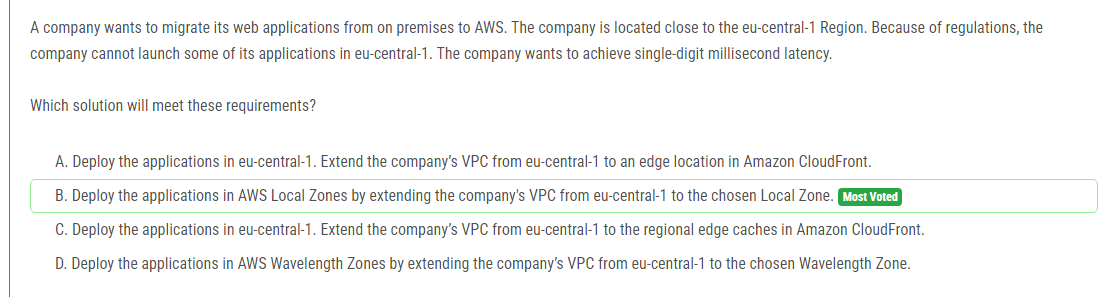 A company wants to migrate its web applications from on premises to AWS. The company is located close to the eu-central-1 Region. Because of regulations, the
company cannot launch some of its applications in eu-central-1. The company wants to achieve single-digit millisecond latency.
Which solution will meet these requirements?
A. Deploy the applications in eu-central-1. Extend the company’s VPC from eu-central-1 to an edge location in Amazon CloudFront.
B. Deploy the applications in AWS Local Zones by extending the company's VPC from eu-central-1 to the chosen Local Zone. Most Voted
C. Deploy the applications in eu-central-1. Extend the company’s VPC from eu-central-1 to the regional edge caches in Amazon CloudFront.
D. Deploy the applications in AWS Wavelength Zones by extending the company’s VPC from eu-central-1 to the chosen Wavelength Zone.